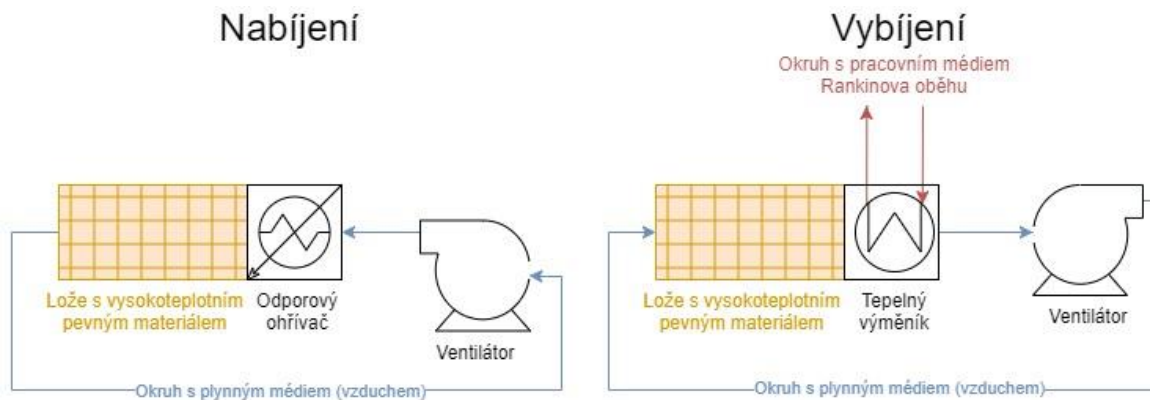 Nabíjení
Lože s vysokoteplotním
pevným materiálem
Odporový
ohřívač
Ventilátor
Okruh s plynným médiem (vzduchem)
Vybíjení
Okruh s pracovním médiem
Rankinova oběhu
Lože s vysokoteplotním
pevným materiálem
Tepelný
výměník
Ventilátor
Okruh s plynným médiem (vzduchem)